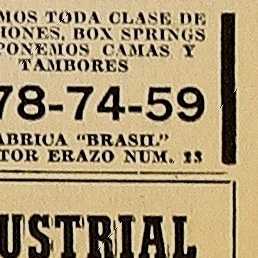 MOS TODA CLASE DE
IONES, BOX SPRINGS
PONEMOS CAMAS Y
TAMBORES
78-74-59
ABRICA "BRASIL"
TOR ERAZO NUM. 23
USTRIAL